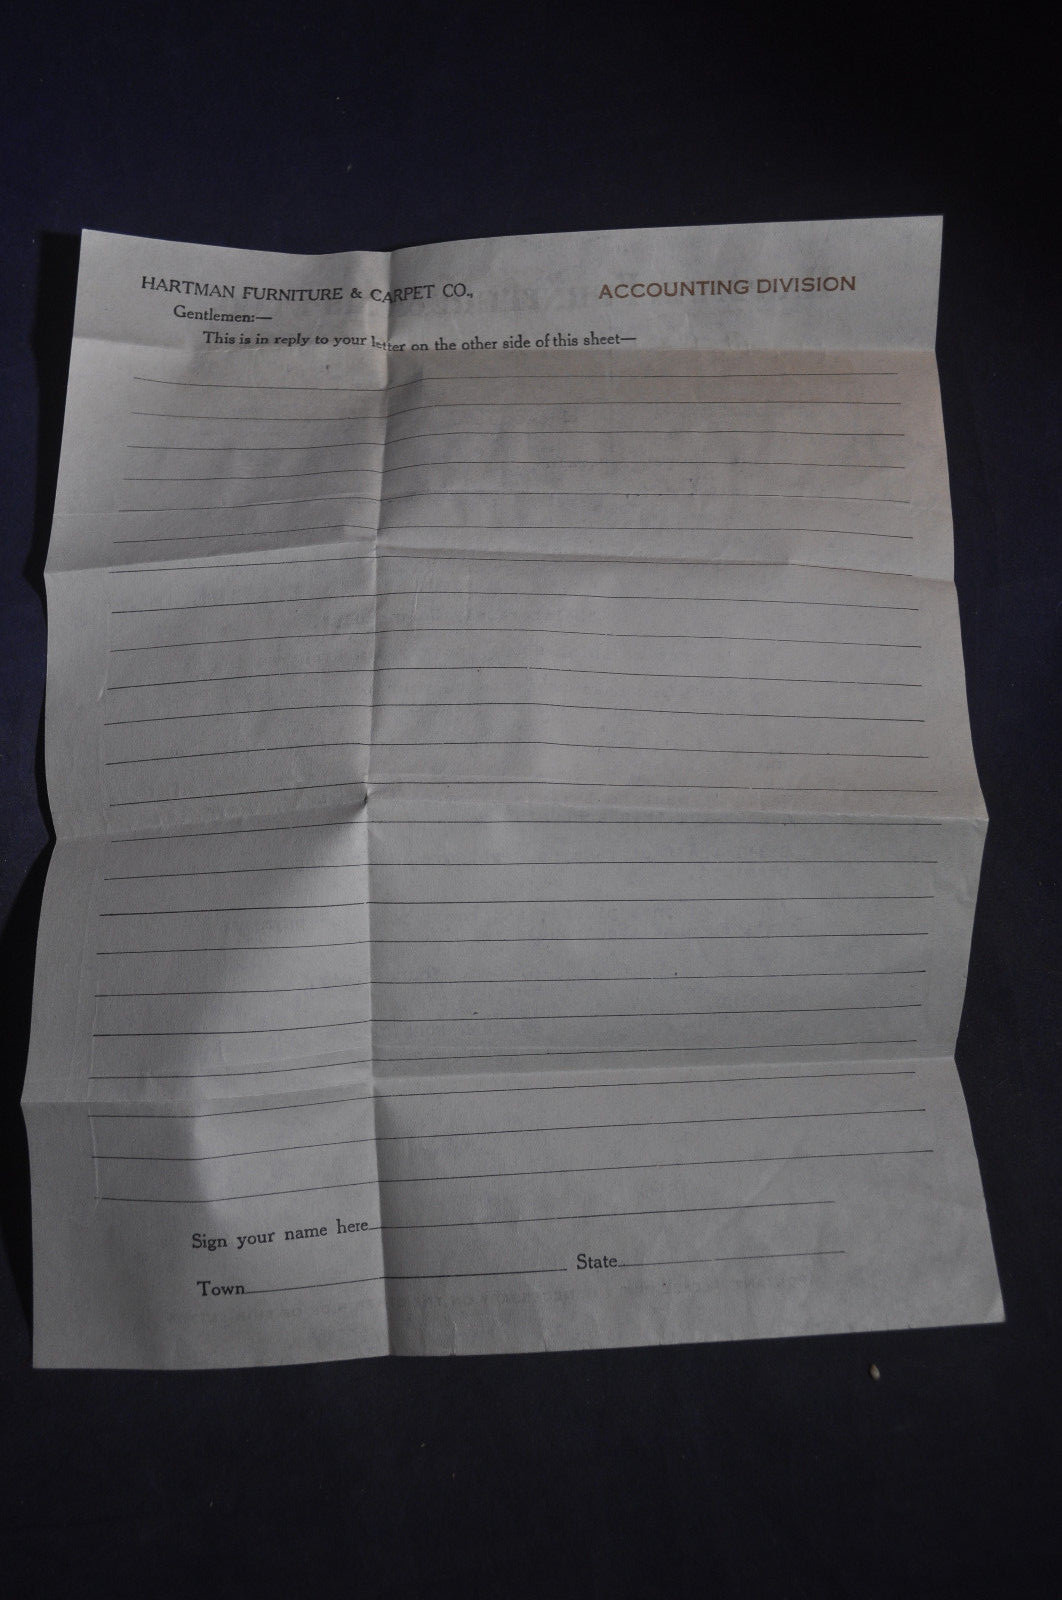 HARTMAN FURNITURE & CARPET CO., ACCOUNTING DIVISION
Gentlemen:—
This is in reply to your letter on the other side of this sheet—
Sign your name here
Town State